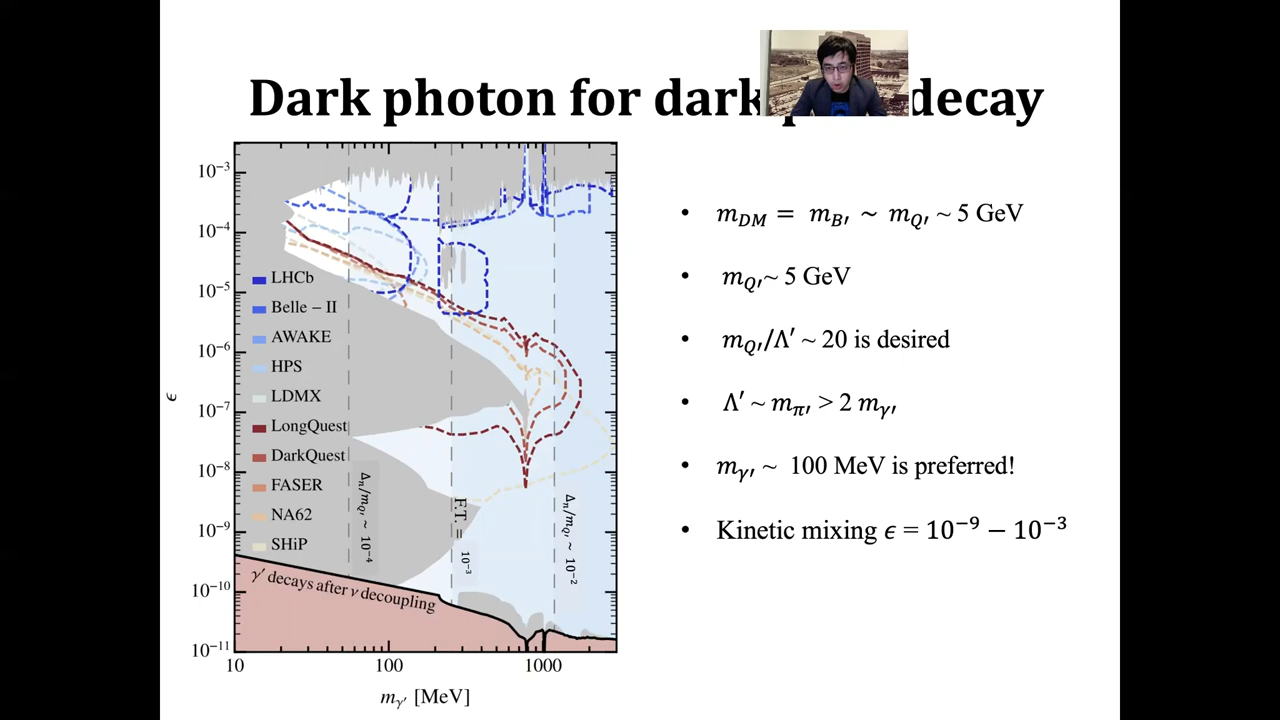 Dark photon for dark decay
10⁻³
10⁻⁴
10⁻⁵
10⁻⁶
10⁻⁷
10⁻⁸
10⁻⁹
10⁻¹⁰
10⁻¹¹
ϵ
LHCb
Belle – II
AWAKE
HPS
LDMX
LongQuest
DarkQuest
FASER
NA62
SHiP
Δₙ/m_Q′ ~ 10⁻⁴
F.T. = 10⁻³
Δₙ/m_Q′ ~ 10⁻²
γ′ decays after ν decoupling
10 100 1000
m_γ′ [MeV]
• m_DM = m_B′ ~ m_Q′ ~ 5 GeV
• m_Q′ ~ 5 GeV
• m_Q′/Λ′ ~ 20 is desired
• Λ′ ~ m_π′ > 2 m_γ′
• m_γ′ ~ 100 MeV is preferred!
• Kinetic mixing ϵ = 10⁻⁹ − 10⁻³